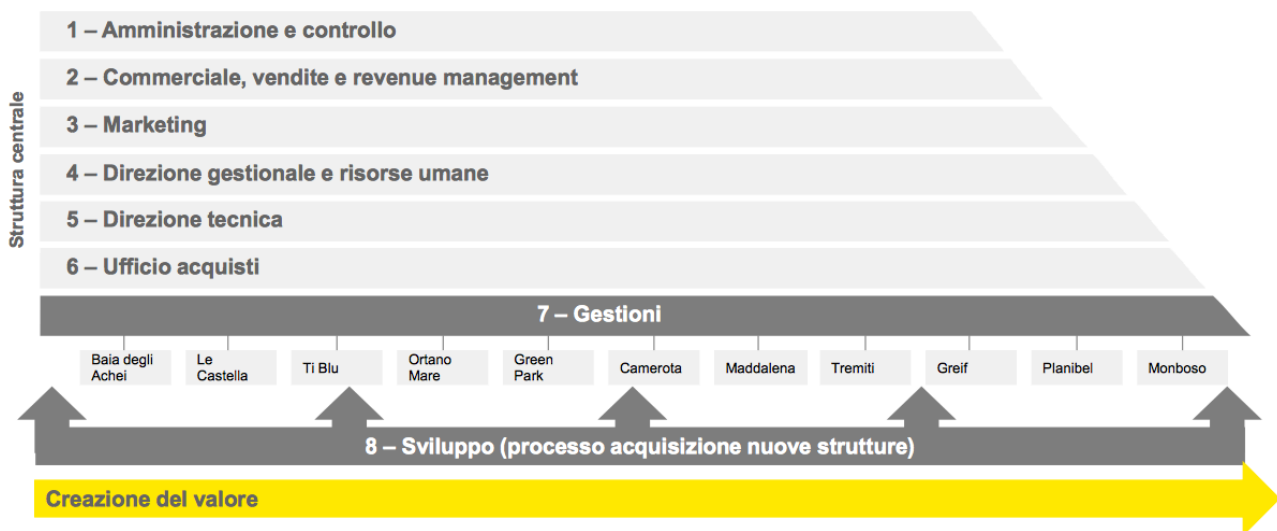 Struttura centrale
1 – Amministrazione e controllo
2 – Commerciale, vendite e revenue management
3 – Marketing
4 – Direzione gestionale e risorse umane
5 – Direzione tecnica
6 – Ufficio acquisti
7 – Gestioni
Baia degli
Achei
Le
Castella
Ti Blu
Ortano
Mare
Green
Park
Camerota
Maddalena
Tremiti
Greif
Planibel
Monboso
8 – Sviluppo (processo acquisizione nuove strutture)
Creazione del valore